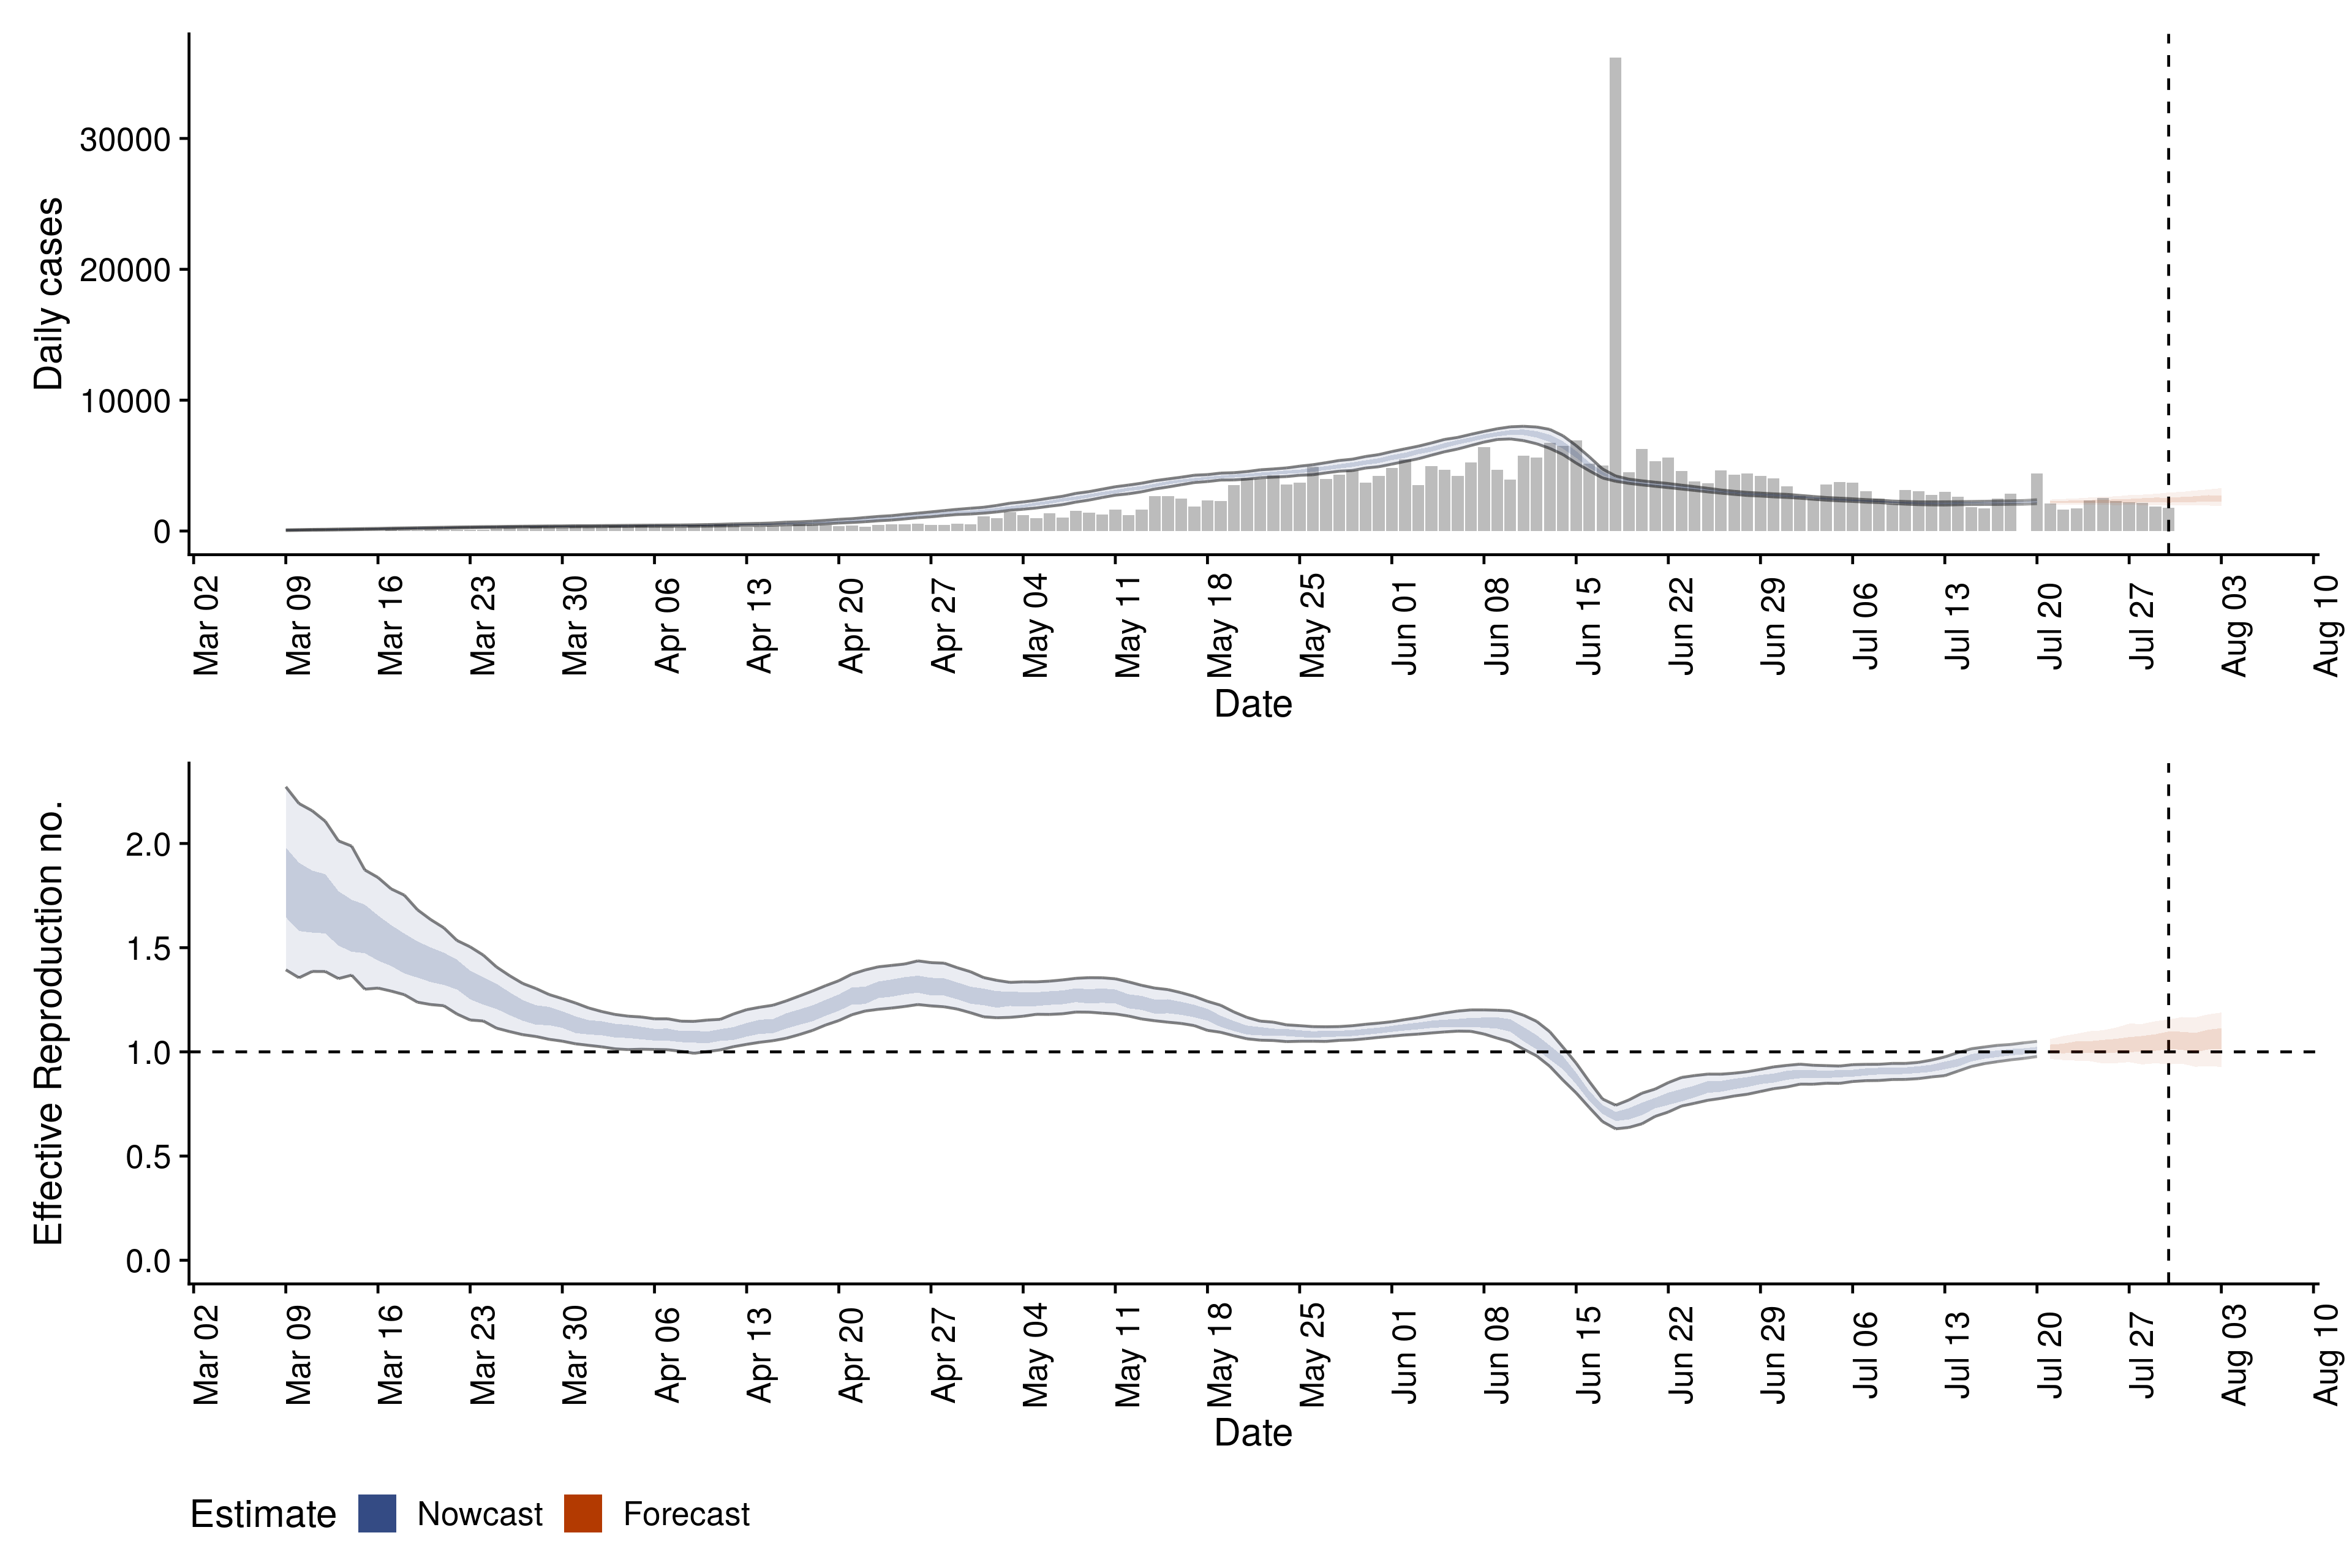 Daily cases
30000
20000
10000
0
Mar 02
Mar 09
Mar 16
Mar 23
Mar 30
Apr 06
Apr 13
Apr 20
Apr 27
May 04
May 11
May 18
May 25
Jun 01
Jun 08
Jun 15
Jun 22
Jun 29
Jul 06
Jul 13
Jul 20
Jul 27
Aug 03
Aug 10
Date
Effective Reproduction no.
2.0
1.5
1.0
0.5
0.0
Mar 02
Mar 09
Mar 16
Mar 23
Mar 30
Apr 06
Apr 13
Apr 20
Apr 27
May 04
May 11
May 18
May 25
Jun 01
Jun 08
Jun 15
Jun 22
Jun 29
Jul 06
Jul 13
Jul 20
Jul 27
Aug 03
Aug 10
Date
Estimate Nowcast Forecast